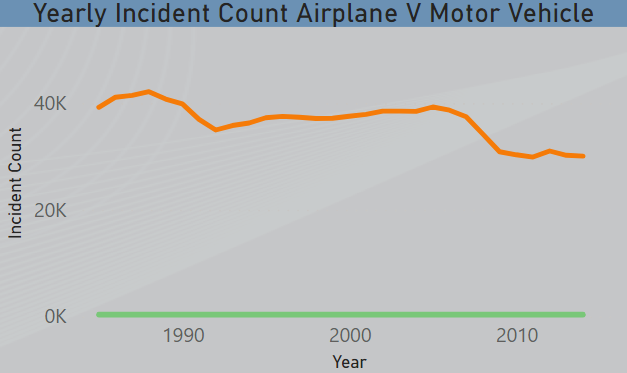 Yearly Incident Count Airplane V Motor Vehicle
40K
20K
0K
Incident Count
1990 2000 2010
Year